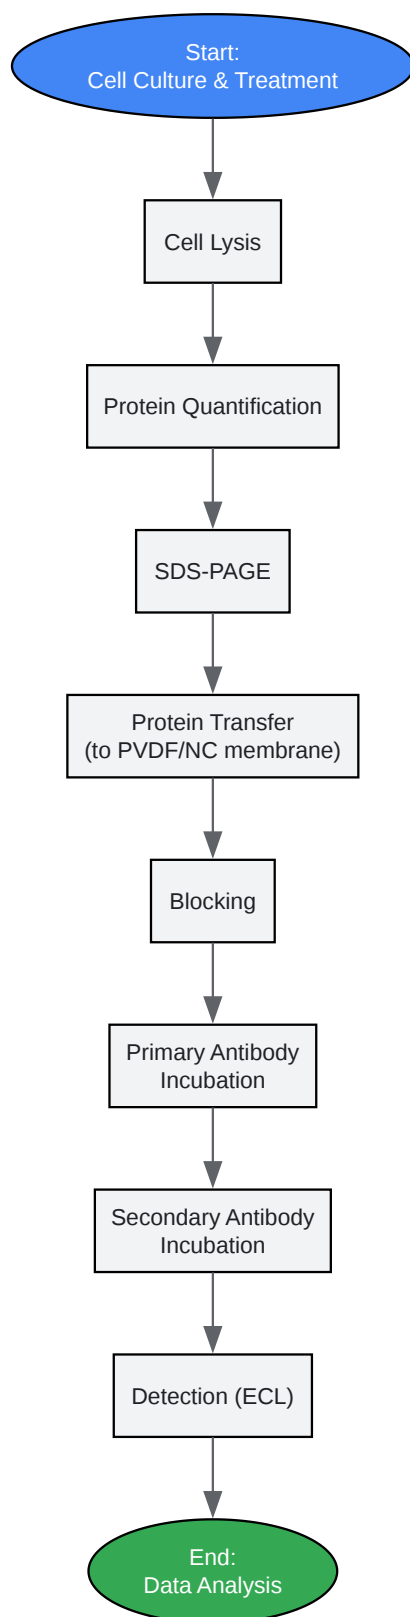 Start:
Cell Culture & Treatment
Cell Lysis
Protein Quantification
SDS-PAGE
Protein Transfer
(to PVDF/NC membrane)
Blocking
Primary Antibody
Incubation
Secondary Antibody
Incubation
Detection (ECL)
End:
Data Analysis